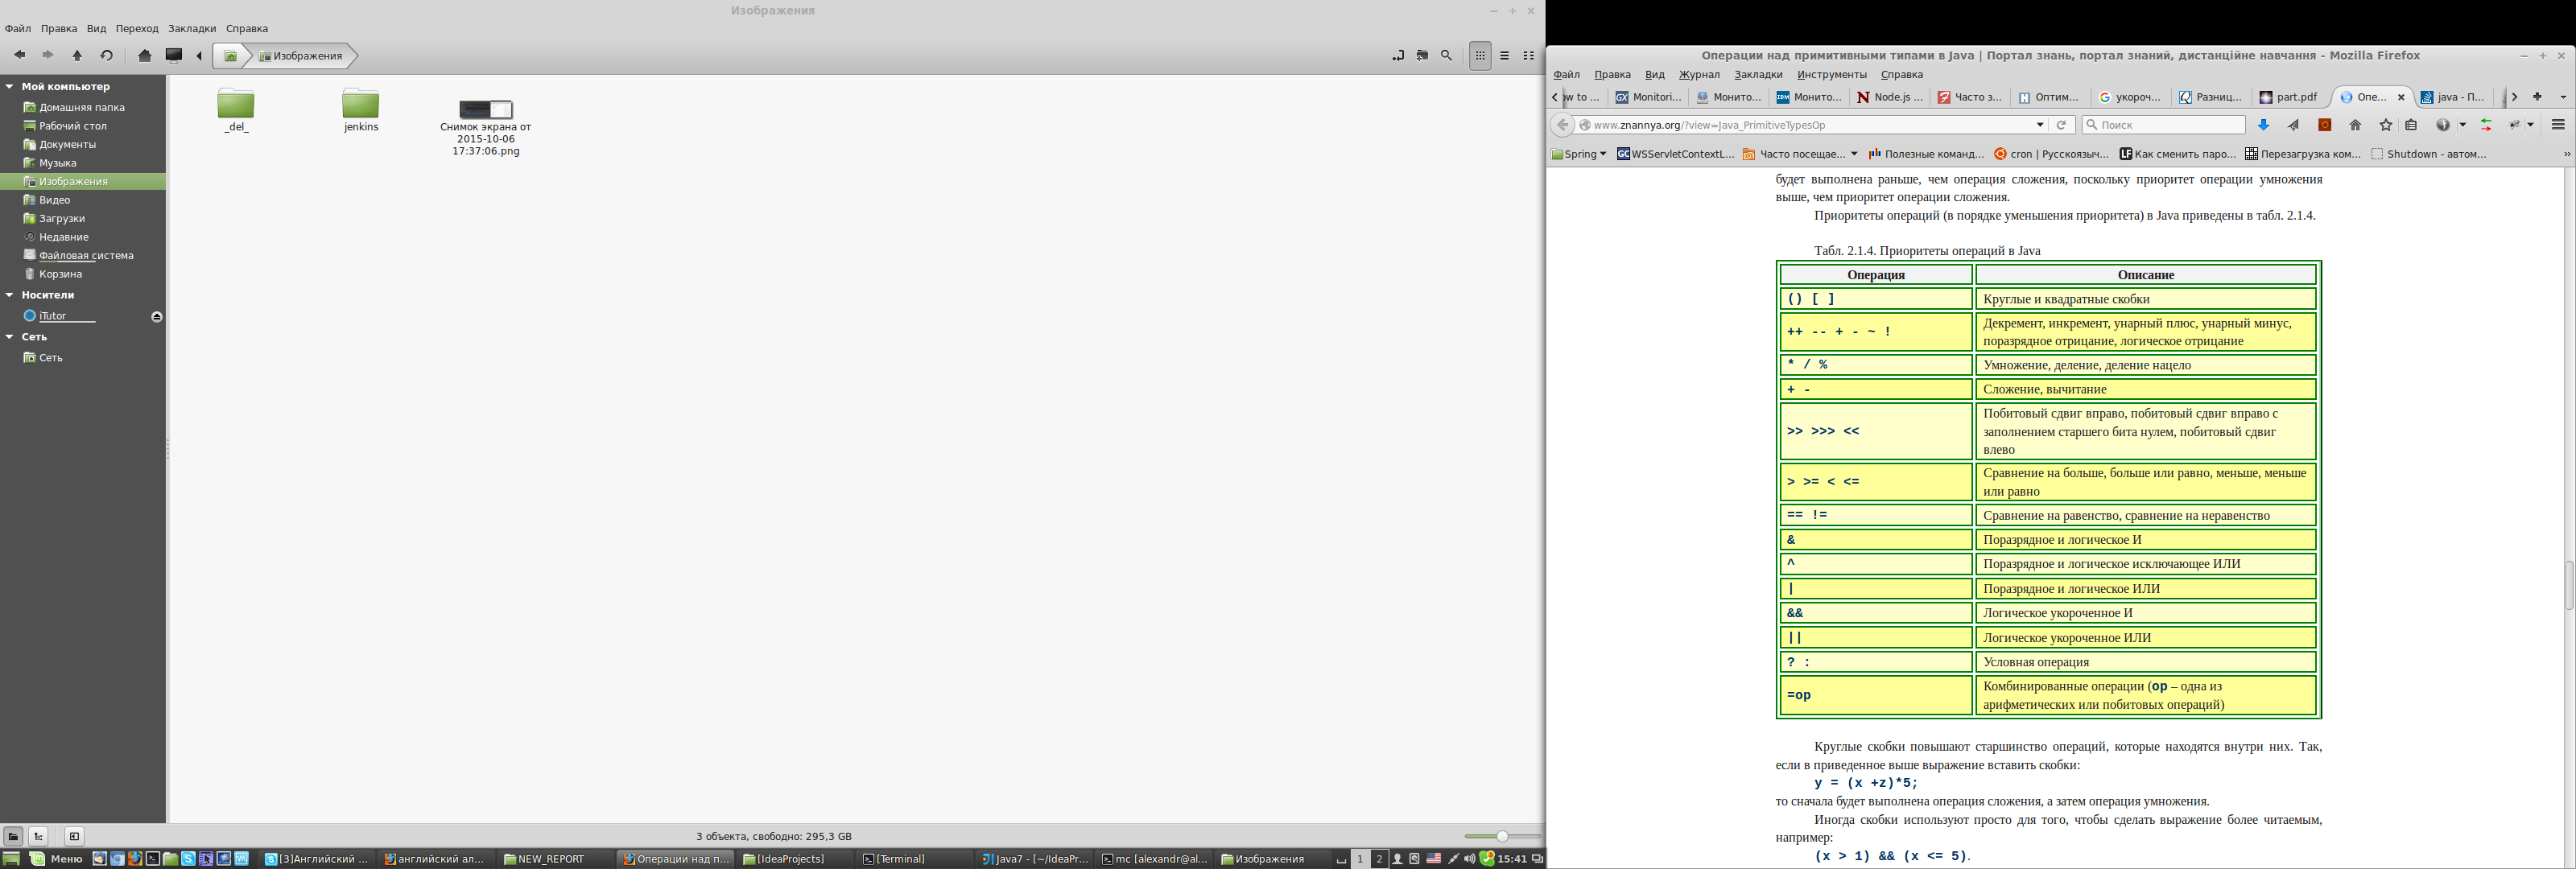 Изображения
Файл Правка Вид Переход Закладки Справка
Изображения
Мой компьютер
Домашняя папка
Рабочий стол
Документы
Музыка
Изображения
Видео
Загрузки
Недавние
Файловая система
Корзина
Носители
iTutor
Сеть
Сеть
_del_
jenkins
Снимок экрана от
2015-10-06
17:37:06.png
3 объекта, свободно: 295,3 GB
Меню
[3]Английский ...
английский ал...
NEW_REPORT
Операции над п...
[IdeaProjects]
[Terminal]
Java7 - [~/IdeaPr...
mc [alexandr@al...
Изображения
1
2
15:41
Операции над примитивными типами в Java | Портал знань, портал знаний, дистанційне навчання - Mozilla Firefox
Файл Правка Вид Журнал Закладки Инструменты Справка
ow to ...
Monitori...
Монито...
Монито...
Node.js ...
Часто з...
Оптим...
укороч...
Разниц...
part.pdf
Опе...
java - П...
www.znannya.org/?view=Java_PrimitiveTypesOp
Поиск
Spring
WSServletContextL...
Часто посещае...
Полезные команд...
cron | Русскоязыч...
Как сменить паро...
Перезагрузка ком...
Shutdown - автом...
будет выполнена раньше, чем операция сложения, поскольку приоритет операции умножения
выше, чем приоритет операции сложения.
Приоритеты операций (в порядке уменьшения приоритета) в Java приведены в табл. 2.1.4.
Табл. 2.1.4. Приоритеты операций в Java
Операция Описание
() [ ] Круглые и квадратные скобки
++ -- + - ~ ! Декремент, инкремент, унарный плюс, унарный минус,
поразрядное отрицание, логическое отрицание
* / % Умножение, деление, деление нацело
+ - Сложение, вычитание
>> >>> << Побитовый сдвиг вправо, побитовый сдвиг вправо с
заполнением старшего бита нулем, побитовый сдвиг
влево
> >= < <= Сравнение на больше, больше или равно, меньше, меньше
или равно
== != Сравнение на равенство, сравнение на неравенство
& Поразрядное и логическое И
^ Поразрядное и логическое исключающее ИЛИ
| Поразрядное и логическое ИЛИ
&& Логическое укороченное И
|| Логическое укороченное ИЛИ
? : Условная операция
=op Комбинированные операции (op – одна из
арифметических или побитовых операций)
Круглые скобки повышают старшинство операций, которые находятся внутри них. Так,
если в приведенное выше выражение вставить скобки:
y = (x +z)*5;
то сначала будет выполнена операция сложения, а затем операция умножения.
Иногда скобки используют просто для того, чтобы сделать выражение более читаемым,
например:
(x > 1) && (x <= 5).